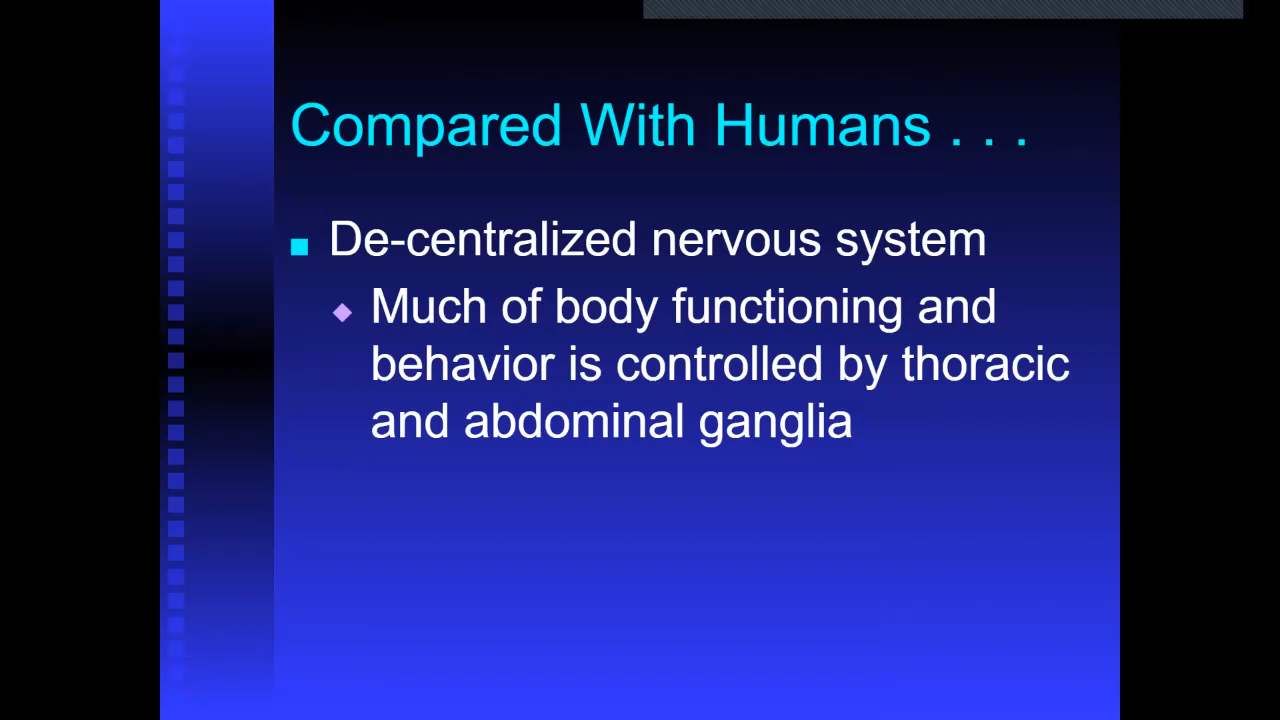 Compared With Humans . . .
De-centralized nervous system
Much of body functioning and
behavior is controlled by thoracic
and abdominal ganglia